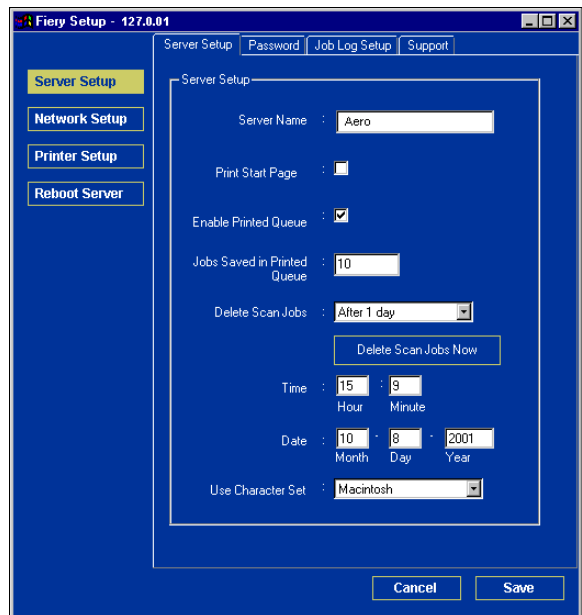 Fiery Setup - 127.0.01
Server Setup
Password
Job Log Setup
Support
Server Setup
Network Setup
Printer Setup
Reboot Server
Server Setup
Server Name : Aero
Print Start Page :
Enable Printed Queue :
Jobs Saved in Printed : 10
Queue
Delete Scan Jobs : After 1 day
Delete Scan Jobs Now
Time : 15 : 9
Hour Minute
Date : 10 - 8 - 2001
Month Day Year
Use Character Set : Macintosh
Cancel Save